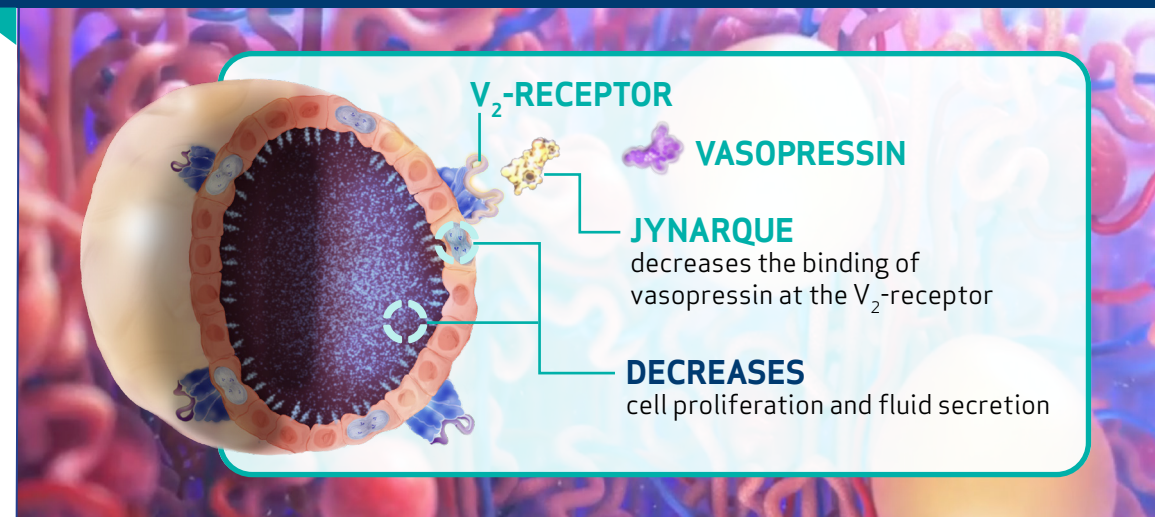 V₂-RECEPTOR
VASOPRESSIN
JYNARQUE
decreases the binding of
vasopressin at the V₂-receptor
DECREASES
cell proliferation and fluid secretion